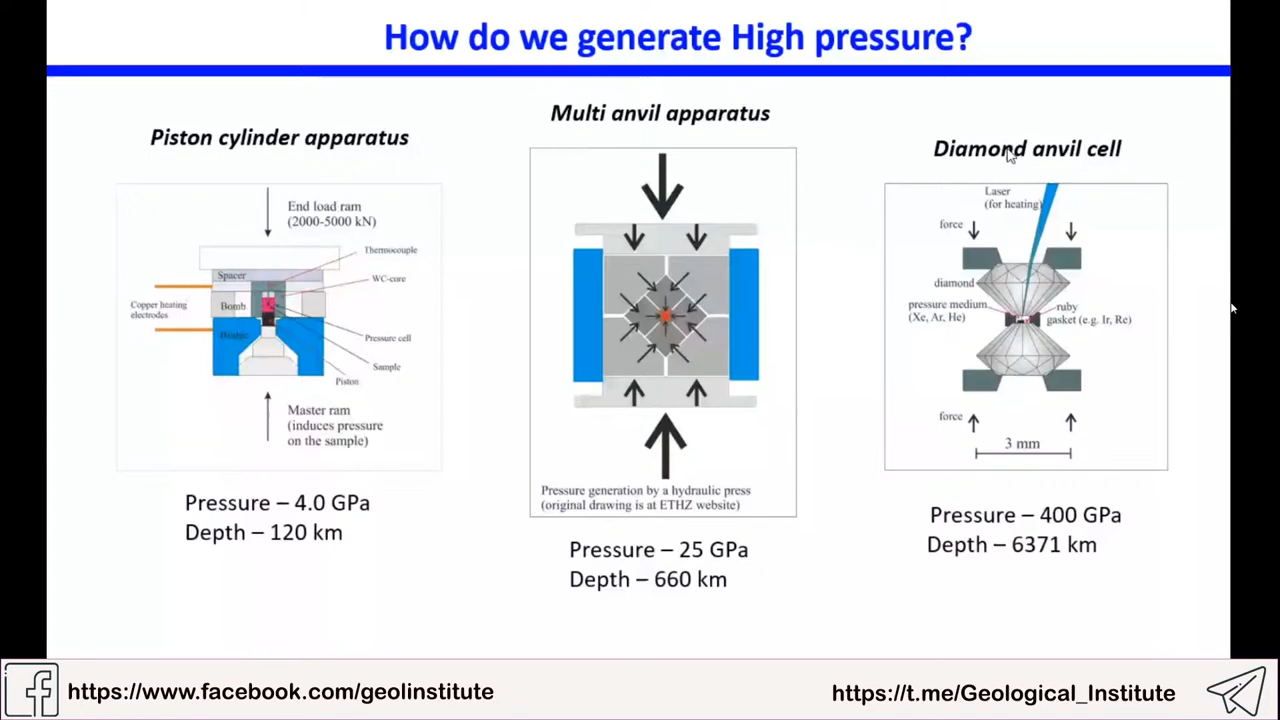 How do we generate High pressure?
Piston cylinder apparatus
End load ram
(2000-5000 kN)
Thermocouple
Spacer
WC-core
Copper heating
electrodes
Bomb
Bridge
Pressure cell
Sample
Piston
Master ram
(induces pressure
on the sample)
Pressure – 4.0 GPa
Depth – 120 km
Multi anvil apparatus
Pressure generation by a hydraulic press
(original drawing is at ETHZ website)
Pressure – 25 GPa
Depth – 660 km
Diamond anvil cell
Laser
(for heating)
force
diamond
pressure medium
(Xe, Ar, He)
ruby
gasket (e.g. Ir, Re)
force
3 mm
Pressure – 400 GPa
Depth – 6371 km
https://www.facebook.com/geolinstitute
https://t.me/Geological_Institute